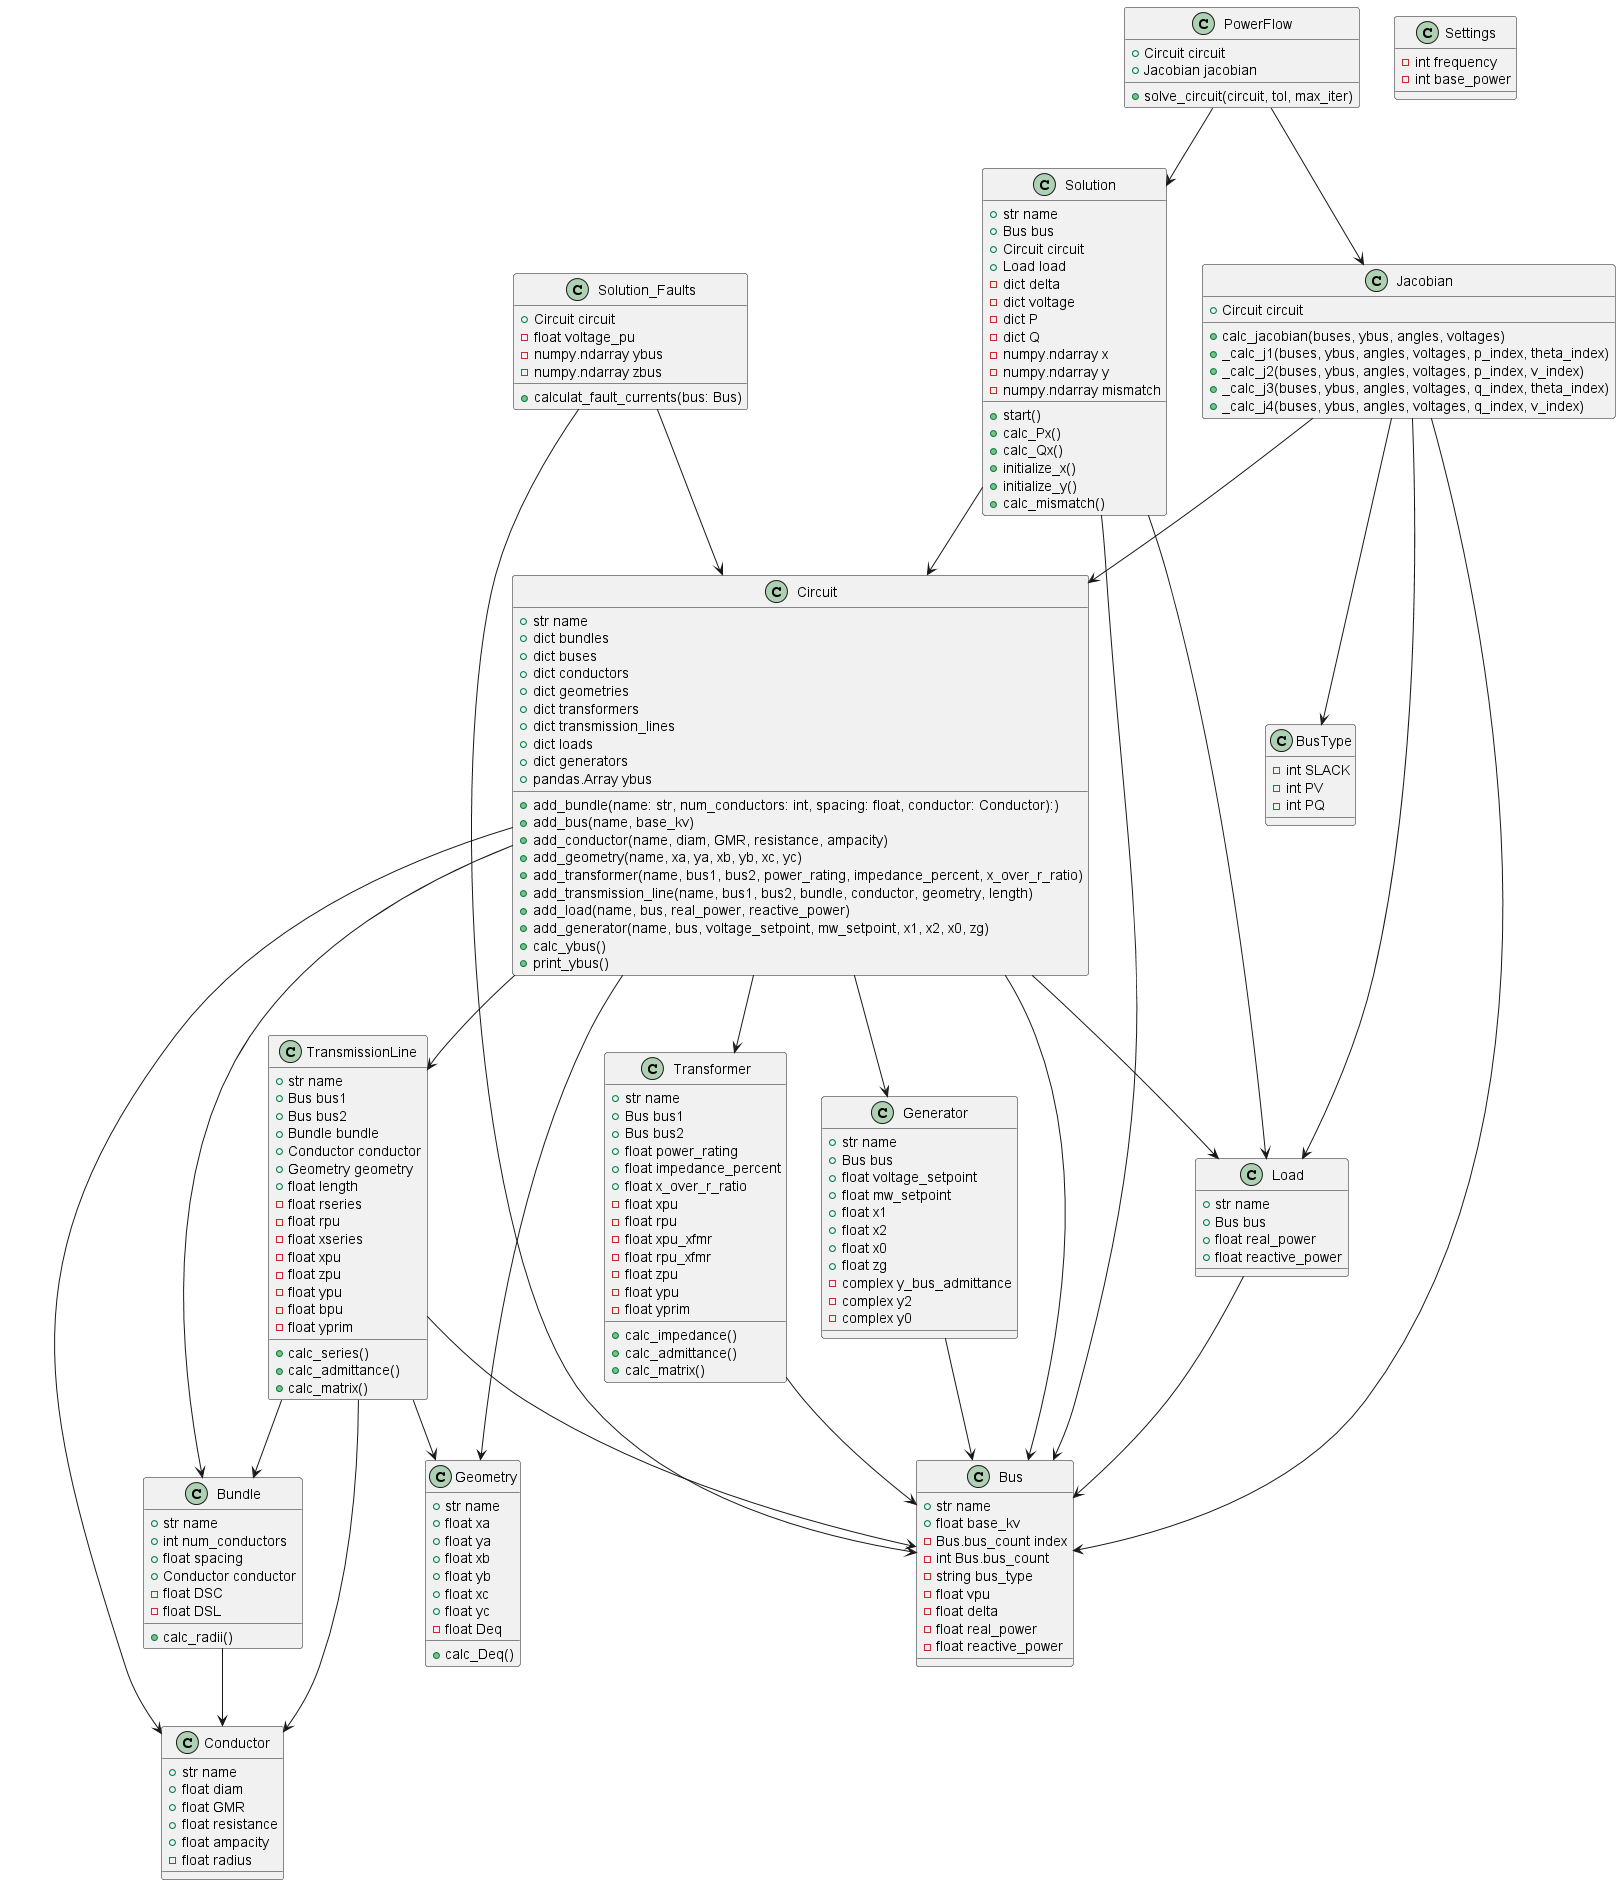 C PowerFlow
Circuit circuit
Jacobian jacobian
solve_circuit(circuit, tol, max_iter)
C Settings
int frequency
int base_power
C Solution
str name
Bus bus
Circuit circuit
Load load
dict delta
dict voltage
dict P
dict Q
numpy.ndarray x
numpy.ndarray y
numpy.ndarray mismatch
start()
calc_Px()
calc_Qx()
initialize_x()
initialize_y()
calc_mismatch()
C Solution_Faults
Circuit circuit
float voltage_pu
numpy.ndarray ybus
numpy.ndarray zbus
calculat_fault_currents(bus: Bus)
C Jacobian
Circuit circuit
calc_jacobian(buses, ybus, angles, voltages)
_calc_j1(buses, ybus, angles, voltages, p_index, theta_index)
_calc_j2(buses, ybus, angles, voltages, p_index, v_index)
_calc_j3(buses, ybus, angles, voltages, q_index, theta_index)
_calc_j4(buses, ybus, angles, voltages, q_index, v_index)
C Circuit
str name
dict bundles
dict buses
dict conductors
dict geometries
dict transformers
dict transmission_lines
dict loads
dict generators
pandas.Array ybus
add_bundle(name: str, num_conductors: int, spacing: float, conductor: Conductor):)
add_bus(name, base_kv)
add_conductor(name, diam, GMR, resistance, ampacity)
add_geometry(name, xa, ya, xb, yb, xc, yc)
add_transformer(name, bus1, bus2, power_rating, impedance_percent, x_over_r_ratio)
add_transmission_line(name, bus1, bus2, bundle, conductor, geometry, length)
add_load(name, bus, real_power, reactive_power)
add_generator(name, bus, voltage_setpoint, mw_setpoint, x1, x2, x0, zg)
calc_ybus()
print_ybus()
C BusType
int SLACK
int PV
int PQ
C TransmissionLine
str name
Bus bus1
Bus bus2
Bundle bundle
Conductor conductor
Geometry geometry
float length
float rseries
float rpu
float xseries
float xpu
float zpu
float ypu
float bpu
float yprim
calc_series()
calc_admittance()
calc_matrix()
C Transformer
str name
Bus bus1
Bus bus2
float power_rating
float impedance_percent
float x_over_r_ratio
float xpu
float rpu
float xpu_xfmr
float rpu_xfmr
float zpu
float ypu
float yprim
calc_impedance()
calc_admittance()
calc_matrix()
C Generator
str name
Bus bus
float voltage_setpoint
float mw_setpoint
float x1
float x2
float x0
float zg
complex y_bus_admittance
complex y2
complex y0
C Load
str name
Bus bus
float real_power
float reactive_power
C Bundle
str name
int num_conductors
float spacing
Conductor conductor
float DSC
float DSL
calc_radii()
C Geometry
str name
float xa
float ya
float xb
float yb
float xc
float yc
float Deq
calc_Deq()
C Bus
str name
float base_kv
Bus.bus_count index
int Bus.bus_count
string bus_type
float vpu
float delta
float real_power
float reactive_power
C Conductor
str name
float diam
float GMR
float resistance
float ampacity
float radius